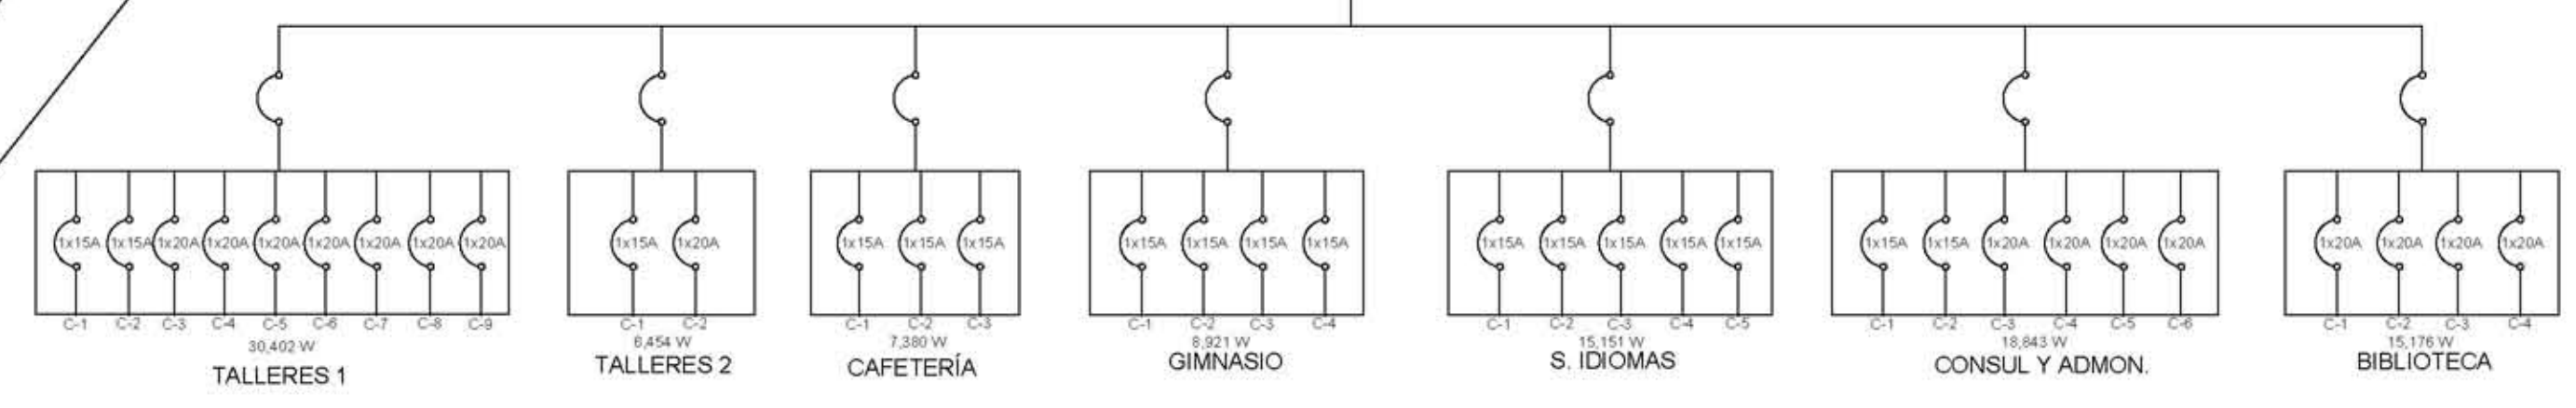 1x15A 1x15A 1x20A 1x20A 1x20A 1x20A 1x20A 1x20A 1x20A
C-1 C-2 C-3 C-4 C-5 C-6 C-7 C-8 C-9
30,402 W
TALLERES 1
1x15A 1x20A
C-1 C-2
6,454 W
TALLERES 2
1x15A 1x15A 1x15A
C-1 C-2 C-3
7,380 W
CAFETERÍA
1x15A 1x15A 1x15A 1x15A
C-1 C-2 C-3 C-4
8,921 W
GIMNASIO
1x15A 1x15A 1x15A 1x15A 1x15A
C-1 C-2 C-3 C-4 C-5
15,151 W
S. IDIOMAS
1x15A 1x15A 1x20A 1x20A 1x20A 1x20A
C-1 C-2 C-3 C-4 C-5 C-6
18,843 W
CONSUL Y ADMON.
1x20A 1x20A 1x20A 1x20A
C-1 C-2 C-3 C-4
15,176 W
BIBLIOTECA